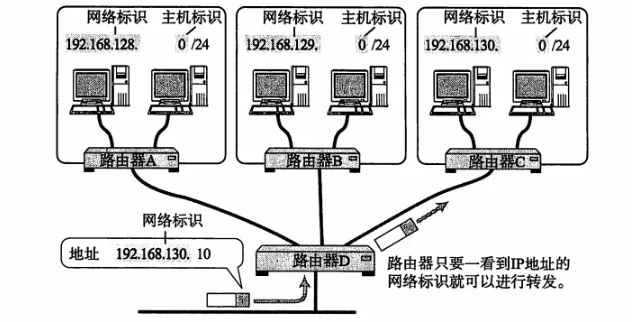 网络标识 主机标识
192.168.128. 0 /24
网络标识 主机标识
192.168.129. 0 /24
网络标识 主机标识
192.168.130. 0 /24
路由器A
路由器B
路由器C
网络标识
地址 192.168.130. 10
路由器D
路由器只要一看到IP地址的
网络标识就可以进行转发。